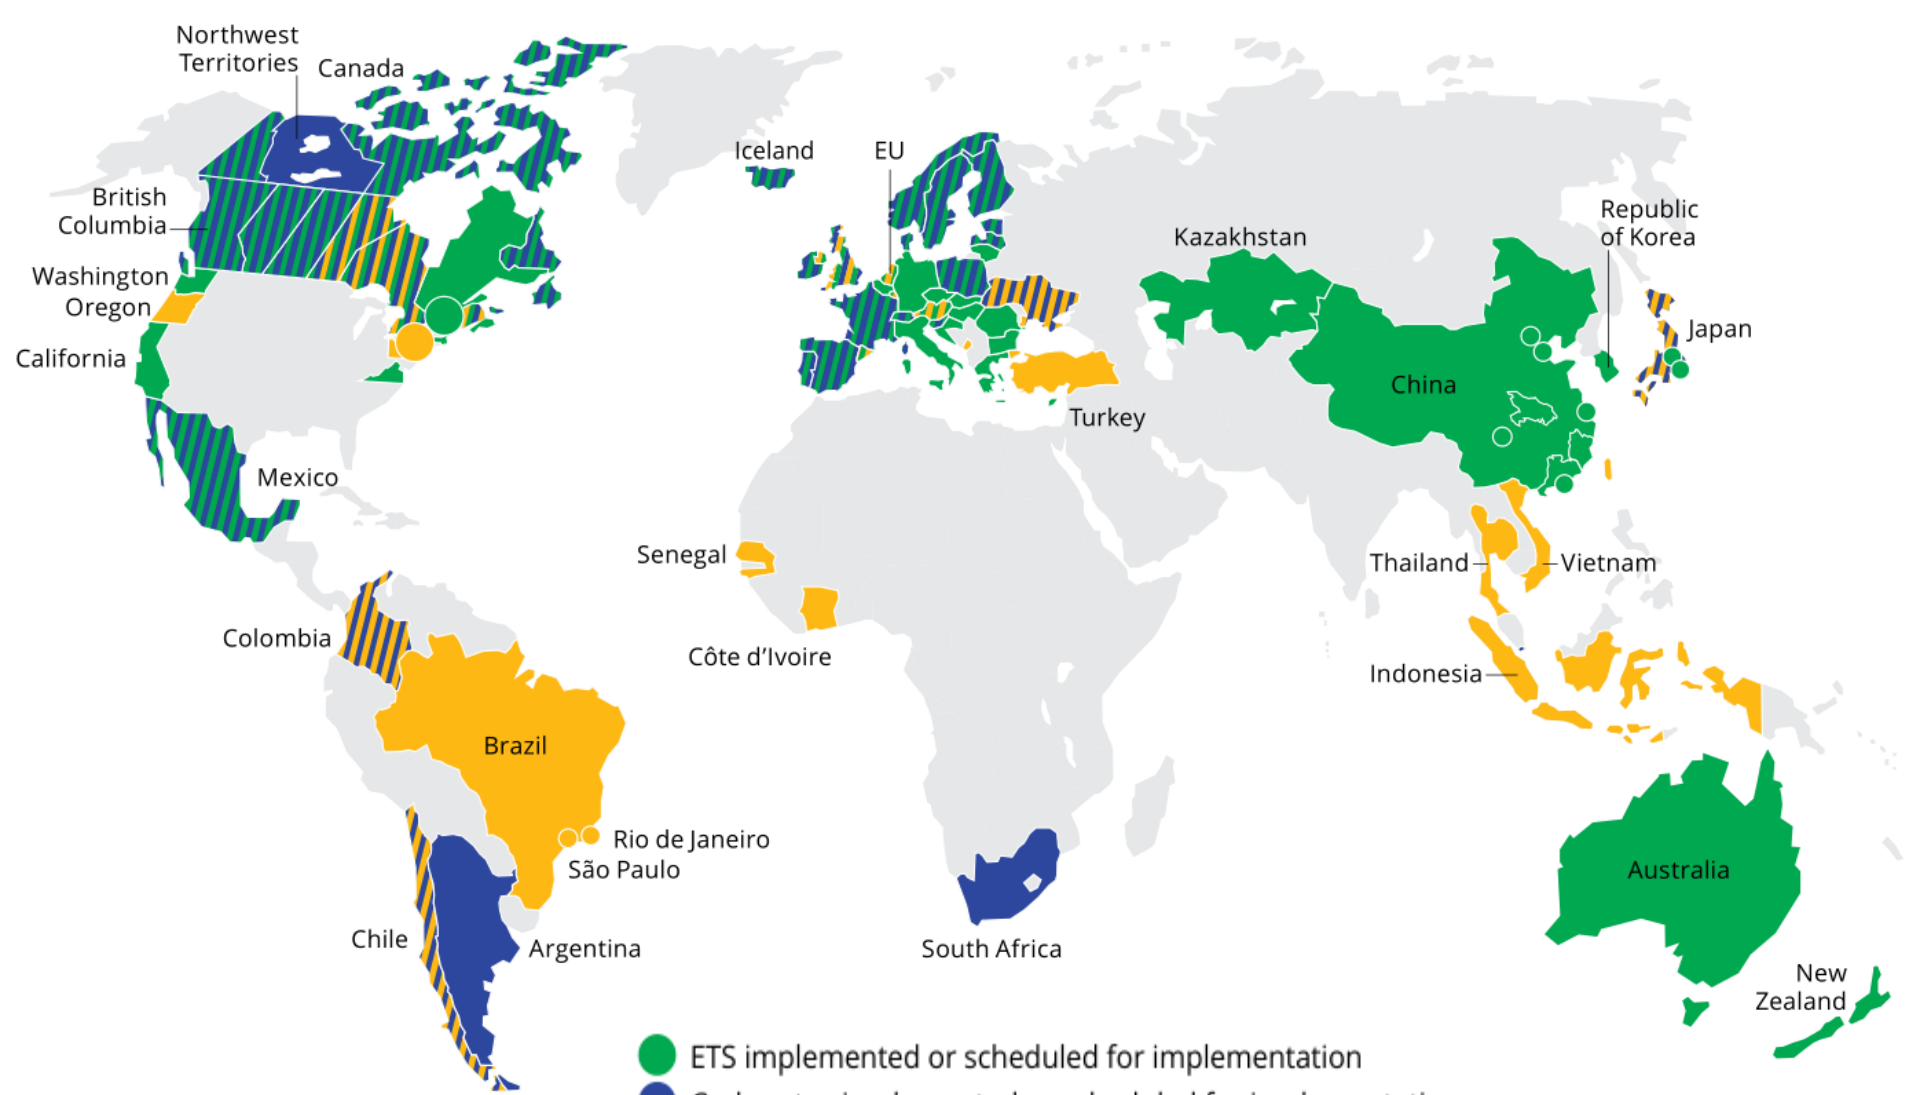 Northwest
Territories
Canada
Iceland
EU
British
Columbia
Republic
of Korea
Kazakhstan
Washington
Oregon
Japan
California
China
Turkey
Mexico
Senegal
Thailand
Vietnam
Colombia
Côte d’Ivoire
Indonesia
Brazil
Rio de Janeiro
São Paulo
Australia
Chile
Argentina
South Africa
New
Zealand
ETS implemented or scheduled for implementation